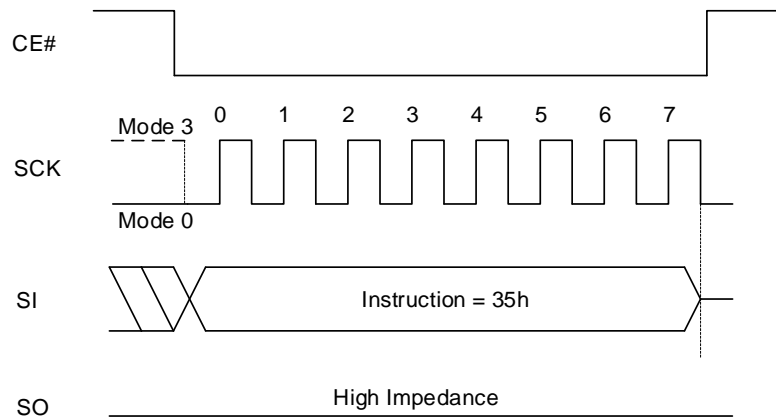 CE#
0 1 2 3 4 5 6 7
Mode 3
SCK
Mode 0
SI
Instruction = 35h
High Impedance
SO